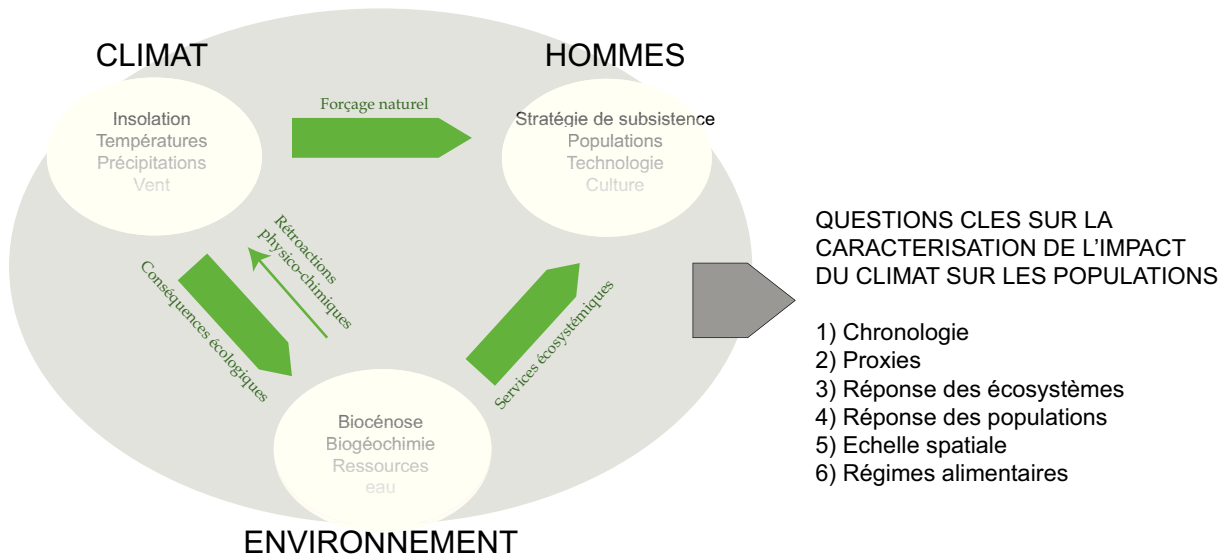 CLIMAT
Insolation
Températures
Précipitations
Vent
Forçage naturel
HOMMES
Stratégie de subsistence
Populations
Technologie
Culture
Rétroactions
physico-chimiques
Conséquences écologiques
Services écosystémiques
Biocénose
Biogéochimie
Ressources
eau
ENVIRONNEMENT
QUESTIONS CLES SUR LA
CARACTERISATION DE L'IMPACT
DU CLIMAT SUR LES POPULATIONS
1) Chronologie
2) Proxies
3) Réponse des écosystèmes
4) Réponse des populations
5) Echelle spatiale
6) Régimes alimentaires